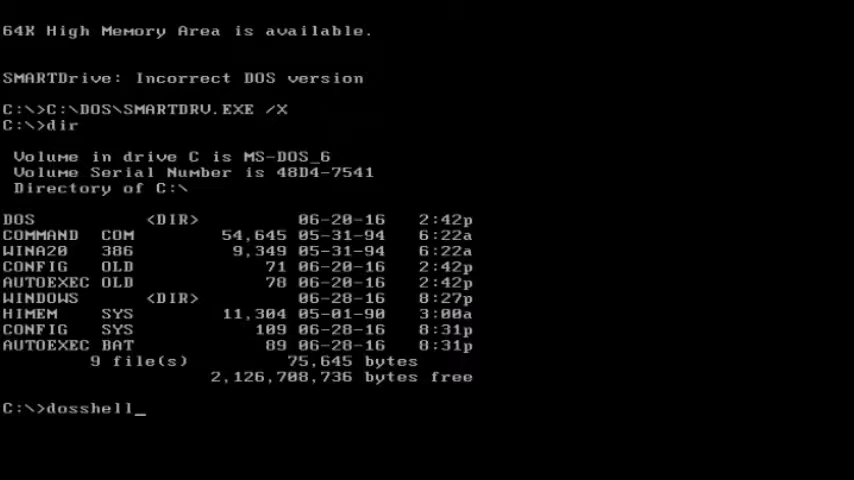 64K High Memory Area is available.
SMARTDrive: Incorrect DOS version
C:\>C:\DOS\SMARTDRV.EXE /X
C:\>dir
Volume in drive C is MS-DOS_6
Volume Serial Number is 48D4-7541
Directory of C:\
DOS          <DIR>         06-20-16   2:42p
COMMAND  COM        54,645 05-31-94   6:22a
WINA20   386         9,349 05-31-94   6:22a
CONFIG   OLD            71 06-20-16   2:42p
AUTOEXEC OLD            78 06-20-16   2:42p
WINDOWS      <DIR>         06-28-16   8:27p
HIMEM    SYS        11,304 05-01-90   3:00a
CONFIG   SYS           109 06-28-16   8:31p
AUTOEXEC BAT            89 06-28-16   8:31p
9 file(s)         75,645 bytes
2,126,708,736 bytes free
C:\>dosshell_